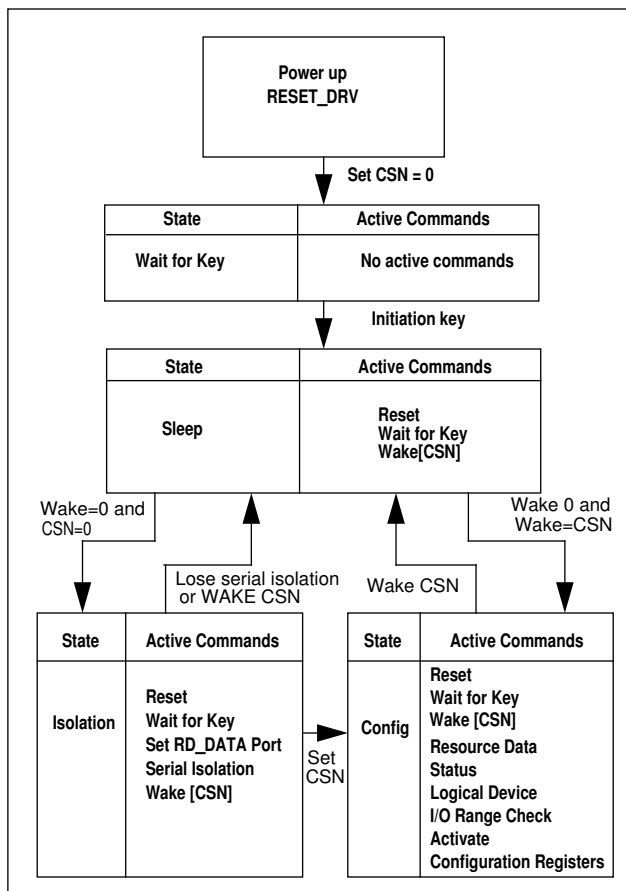 Power up
RESET_DRV
Set CSN = 0
State
Active Commands
Wait for Key
No active commands
Initiation key
State
Active Commands
Sleep
Reset
Wait for Key
Wake[CSN]
Wake=0 and
CSN=0
Lose serial isolation
or WAKE CSN
Wake CSN
Wake 0 and
Wake=CSN
State
Active Commands
Isolation
Reset
Wait for Key
Set RD_DATA Port
Serial Isolation
Wake [CSN]
Set
CSN
State
Active Commands
Config
Reset
Wait for Key
Wake [CSN]
Resource Data
Status
Logical Device
I/O Range Check
Activate
Configuration Registers